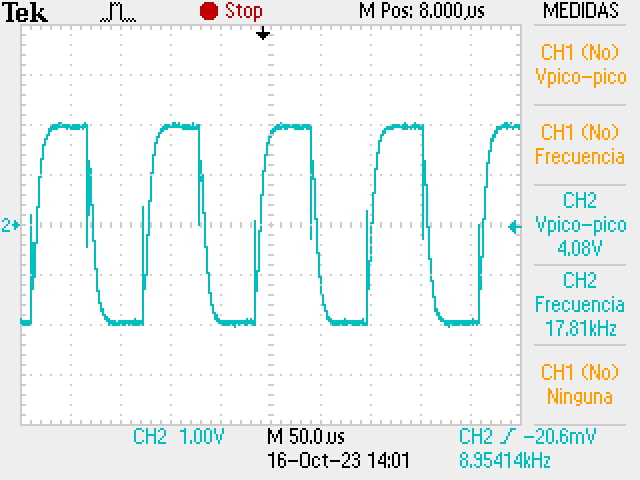 Tek Stop M Pos: 8.000µs MEDIDAS
CH1 (No)
Vpico-pico
CH1 (No)
Frecuencia
CH2
Vpico-pico
4.08V
CH2
Frecuencia
17.81kHz
CH1 (No)
Ninguna
2
CH2 1.00V M 50.0µs CH2 -20.6mV
16-Oct-23 14:01 8.95414kHz